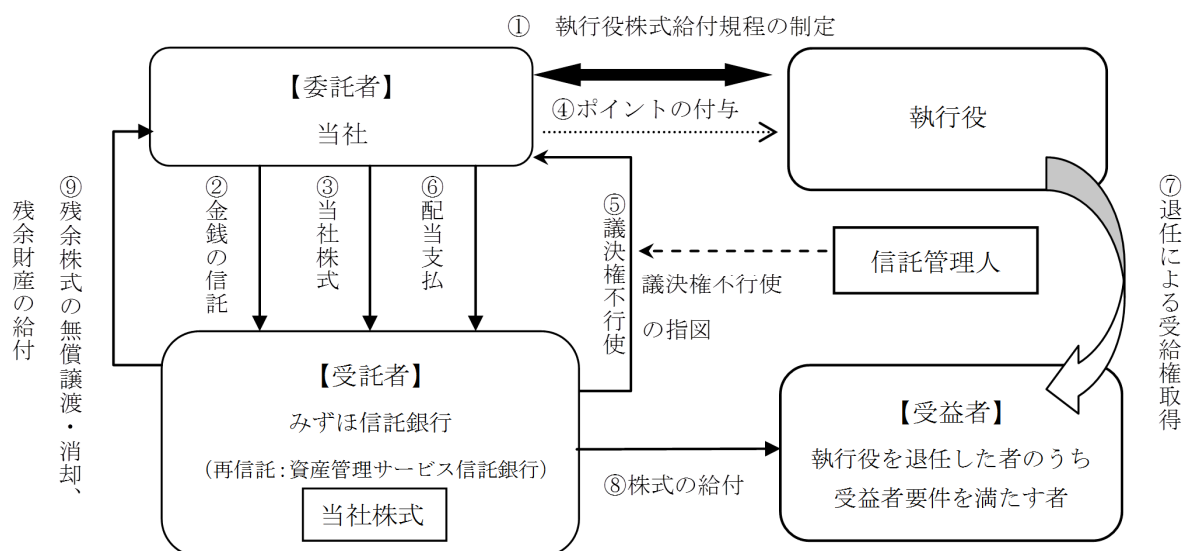 ① 執行役株式給付規程の制定
【委託者】
当社
④ポイントの付与
執行役
②金銭の信託
③当社株式
⑥配当支払
⑤議決権不行使
議決権不行使
の指図
信託管理人
⑦退任による受給権取得
⑨残余株式の無償譲渡・消却、
残余財産の給付
【受託者】
みずほ信託銀行
(再信託:資産管理サービス信託銀行)
当社株式
⑧株式の給付
【受益者】
執行役を退任した者のうち
受益者要件を満たす者